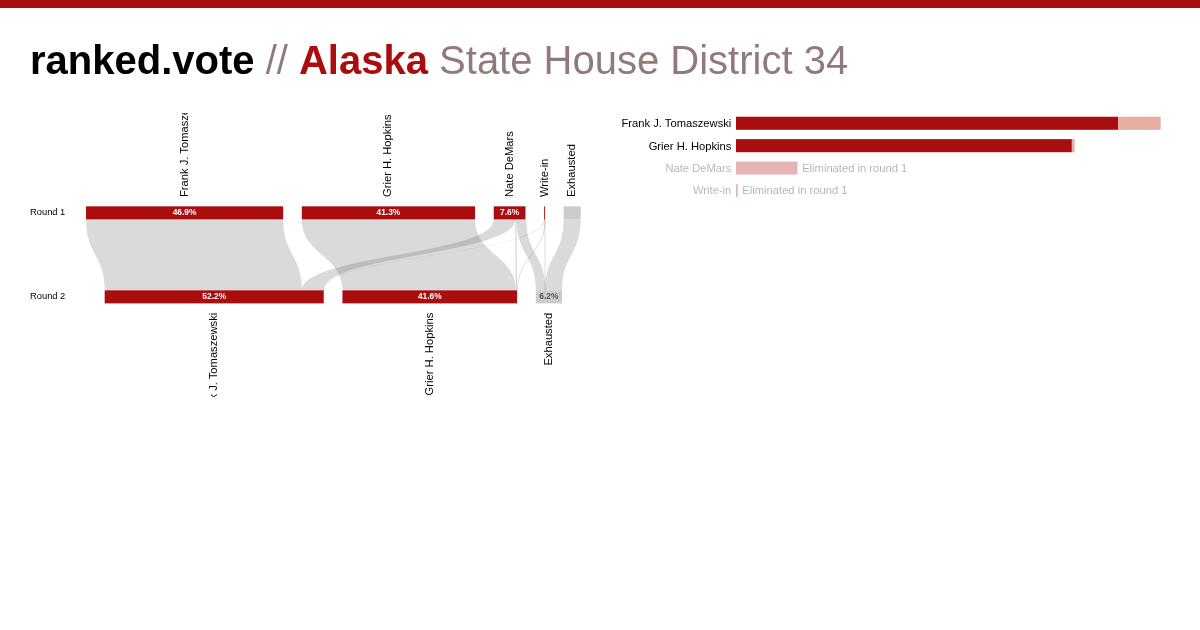 ranked.vote // Alaska State House District 34
Frank J.
Grier H. Hopkins
Nate DeMars
Write-in
Exhausted
Round 1
46.9%
41.3%
7.6%
Round 2
52.2%
41.6%
6.2%
J. Tomaszewski
Grier H. Hopkins
Exhausted
Frank J. Tomaszewski
Grier H. Hopkins
Nate DeMars Eliminated in round 1
Write-in Eliminated in round 1